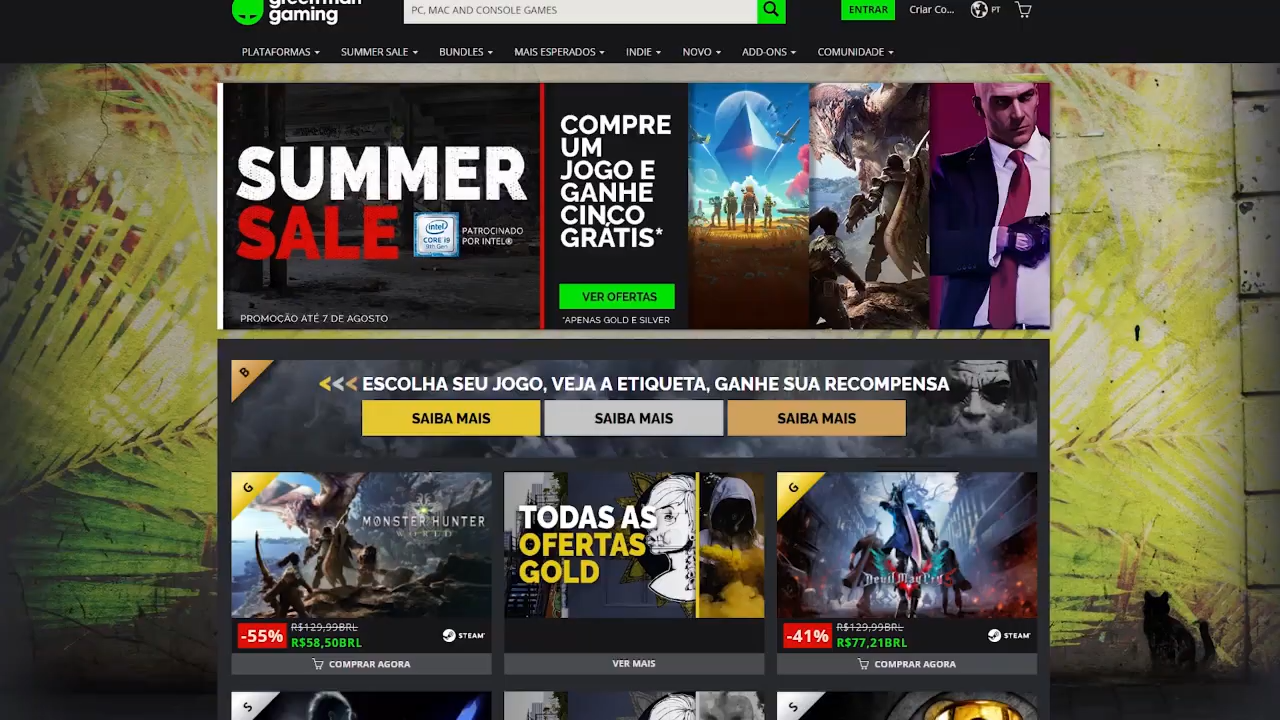 greenman
gaming
PC, MAC AND CONSOLE GAMES
ENTRAR
Criar Co...
PT
PLATAFORMAS
SUMMER SALE
BUNDLES
MAIS ESPERADOS
INDIE
NOVO
ADD-ONS
COMUNIDADE
SUMMER
SALE
intel
CORE i9
9th Gen
PATROCINADO
POR INTEL®
PROMOÇÃO ATÉ 7 DE AGOSTO
COMPRE
UM
JOGO E
GANHE
CINCO
GRÁTIS*
VER OFERTAS
*APENAS GOLD E SILVER
B
<<< ESCOLHA SEU JOGO, VEJA A ETIQUETA, GANHE SUA RECOMPENSA
SAIBA MAIS
SAIBA MAIS
SAIBA MAIS
G
MONSTER HUNTER
WORLD
-55%
R$129,99BRL
R$58,50BRL
STEAM
COMPRAR AGORA
TODAS AS
OFERTAS
GOLD
VER MAIS
G
Devil May Cry
-41%
R$129,99BRL
R$77,21BRL
STEAM
COMPRAR AGORA
S
S